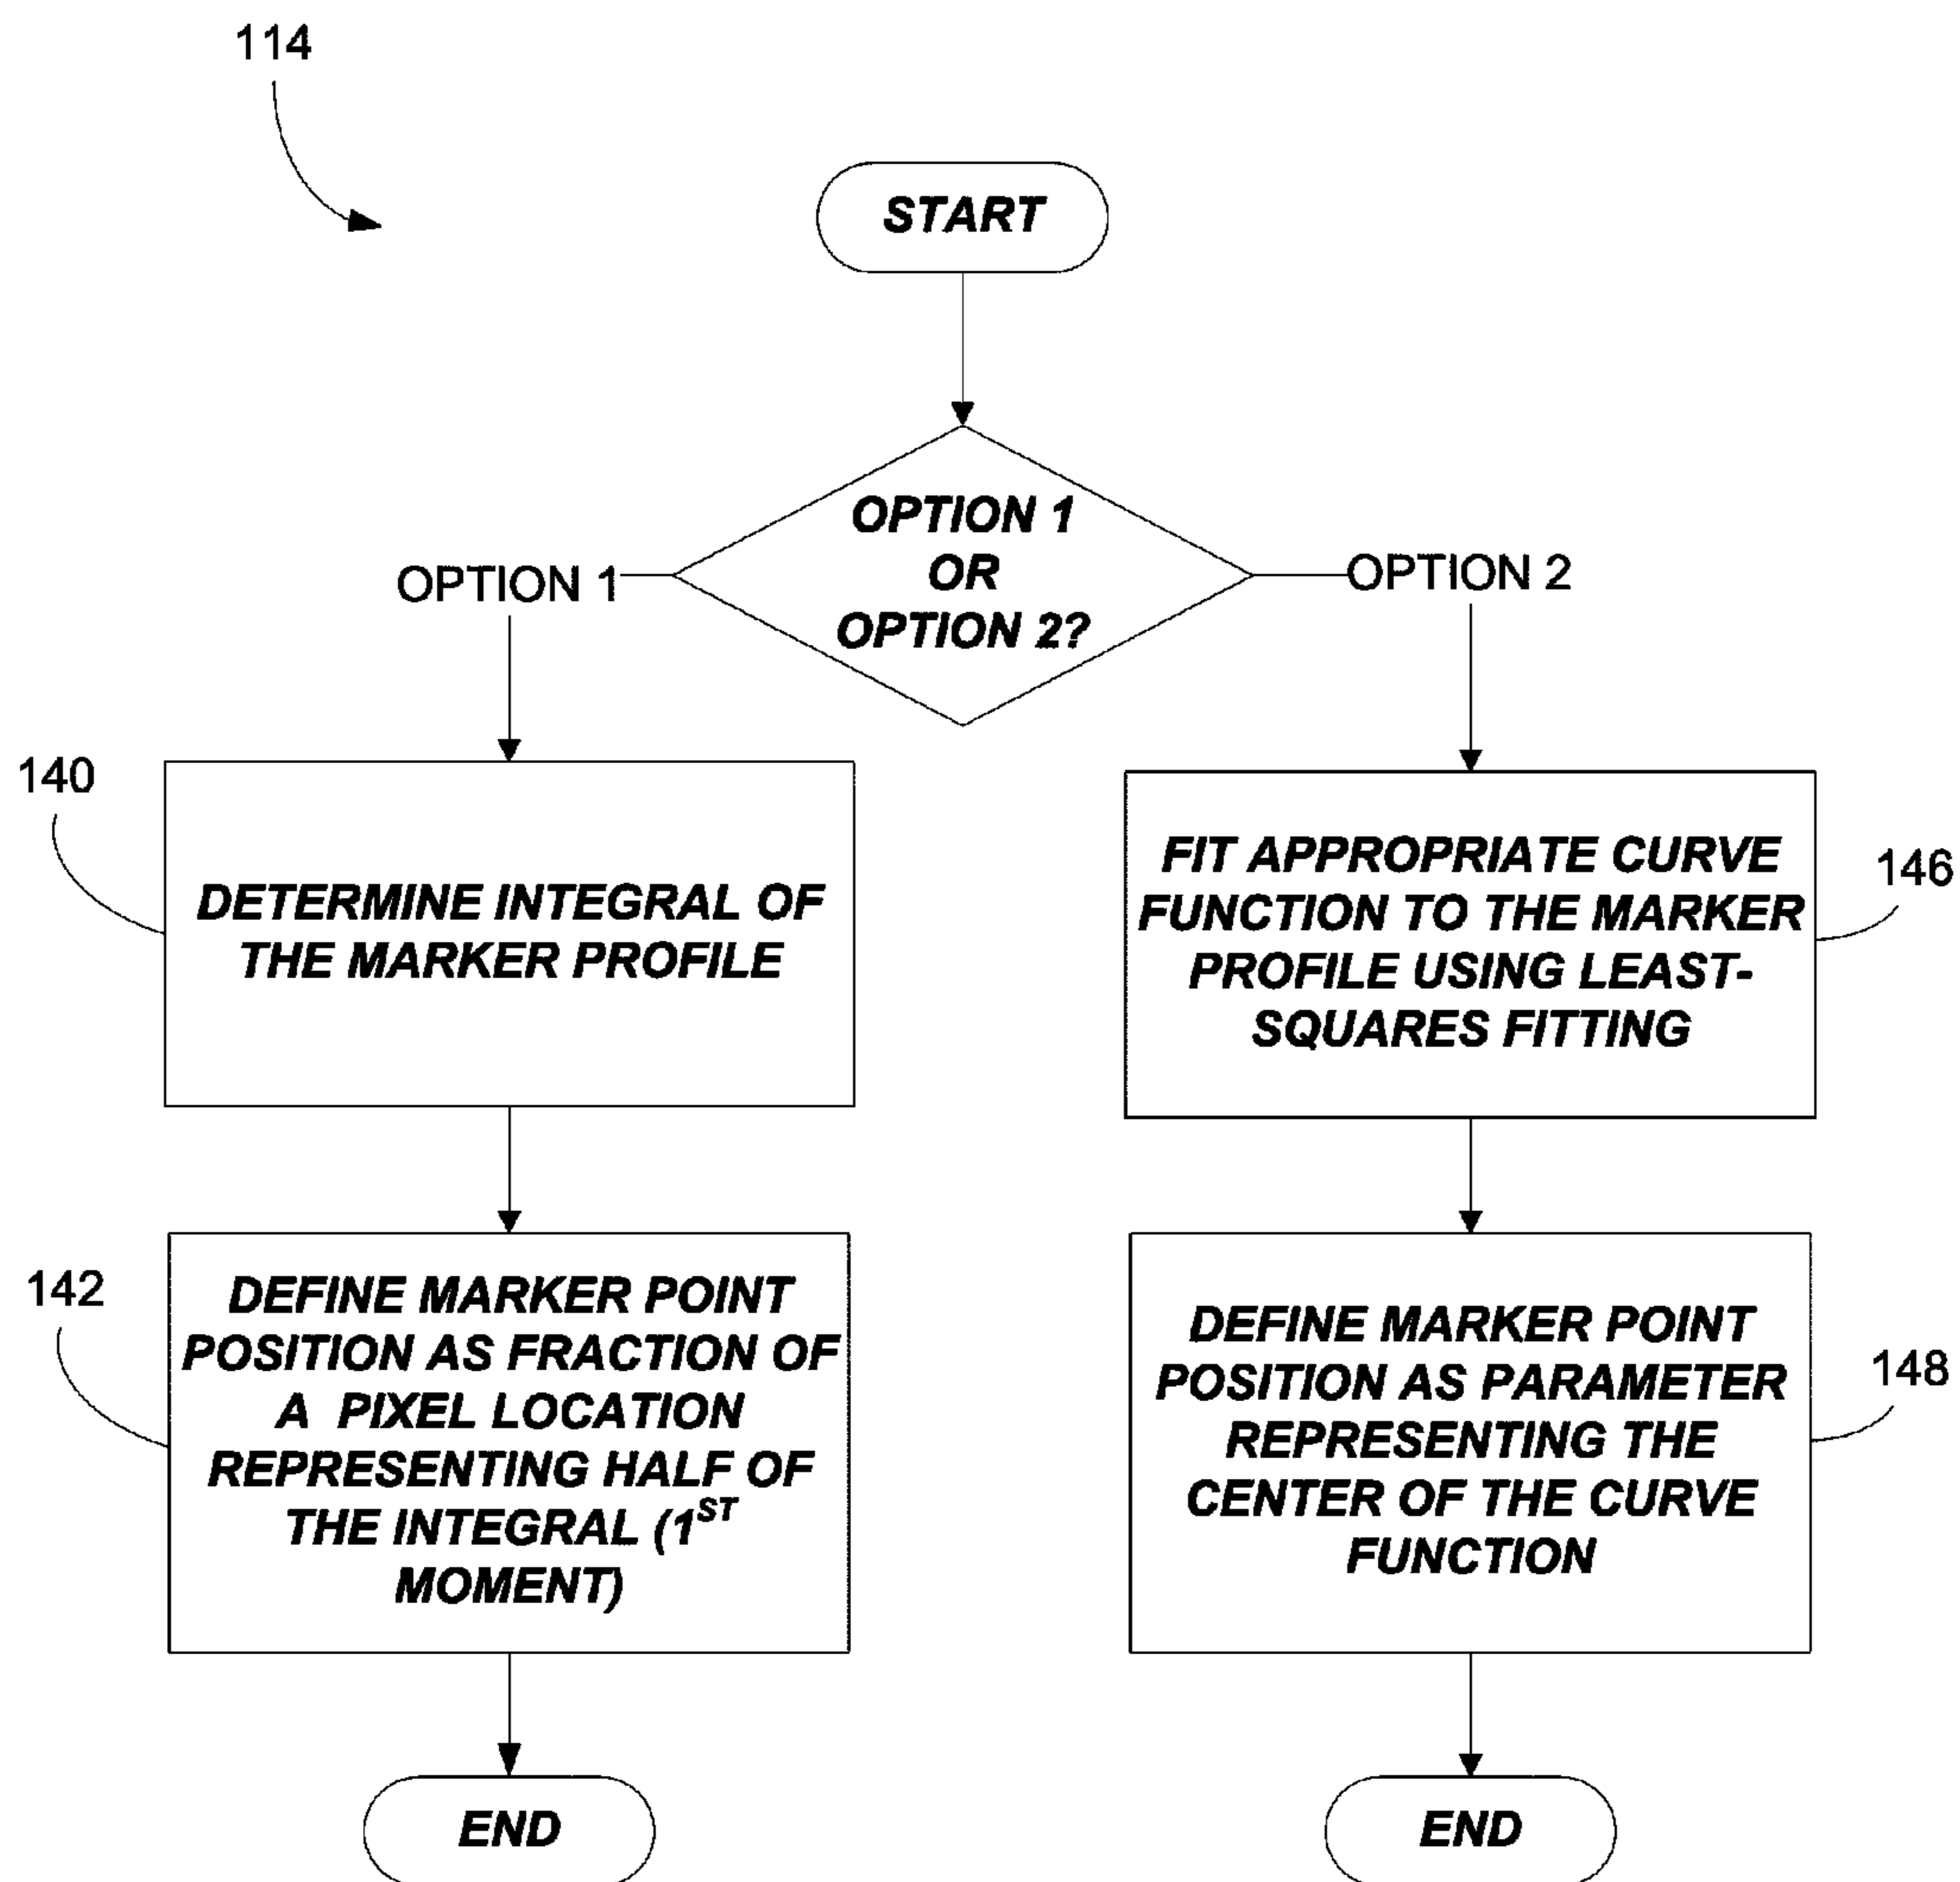 114
START
OPTION 1
OR
OPTION 2?
OPTION 1
OPTION 2
140
DETERMINE INTEGRAL OF
THE MARKER PROFILE
FIT APPROPRIATE CURVE
FUNCTION TO THE MARKER
PROFILE USING LEAST-
SQUARES FITTING
146
142
DEFINE MARKER POINT
POSITION AS FRACTION OF
A PIXEL LOCATION
REPRESENTING HALF OF
THE INTEGRAL (1ST
MOMENT)
DEFINE MARKER POINT
POSITION AS PARAMETER
REPRESENTING THE
CENTER OF THE CURVE
FUNCTION
148
END
END